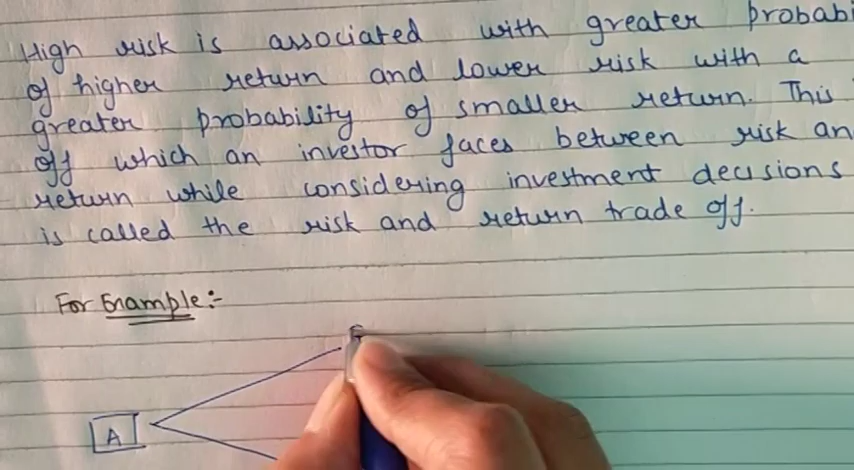 High risk is associated with greater probabi
of higher return and lower risk with a
greater probability of smaller return. This
off which an investor faces between risk an
return while considering investment decisions
is called the risk and return trade off.
For Example:-
A